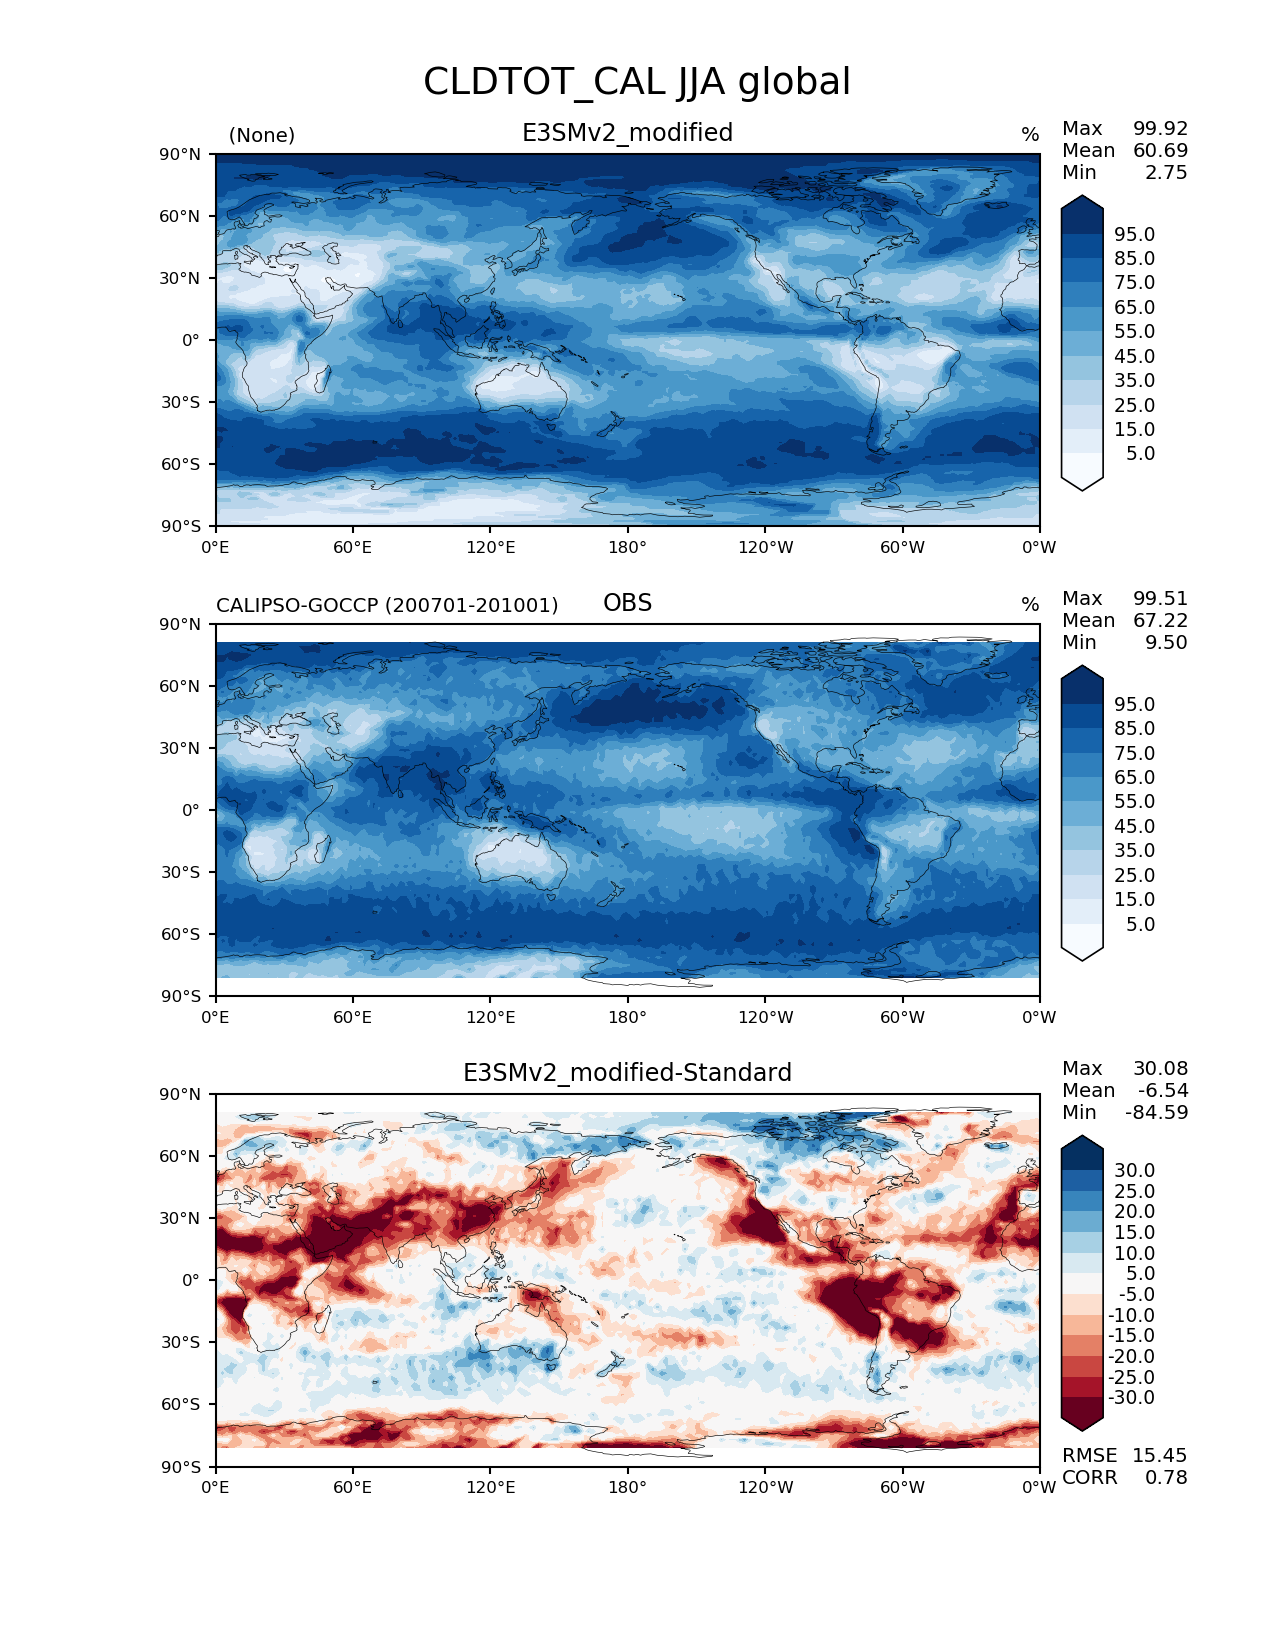 CLDTOT_CAL JJA global
(None) E3SMv2_modified %
Max 99.92
Mean 60.69
Min 2.75
90°N
60°N
30°N
0°
30°S
60°S
90°S
0°E 60°E 120°E 180° 120°W 60°W 0°W
95.0
85.0
75.0
65.0
55.0
45.0
35.0
25.0
15.0
5.0
CALIPSO-GOCCP (200701-201001) OBS %
Max 99.51
Mean 67.22
Min 9.50
90°N
60°N
30°N
0°
30°S
60°S
90°S
0°E 60°E 120°E 180° 120°W 60°W 0°W
95.0
85.0
75.0
65.0
55.0
45.0
35.0
25.0
15.0
5.0
E3SMv2_modified-Standard
Max 30.08
Mean -6.54
Min -84.59
90°N
60°N
30°N
0°
30°S
60°S
90°S
0°E 60°E 120°E 180° 120°W 60°W 0°W
30.0
25.0
20.0
15.0
10.0
5.0
-5.0
-10.0
-15.0
-20.0
-25.0
-30.0
RMSE 15.45
CORR 0.78